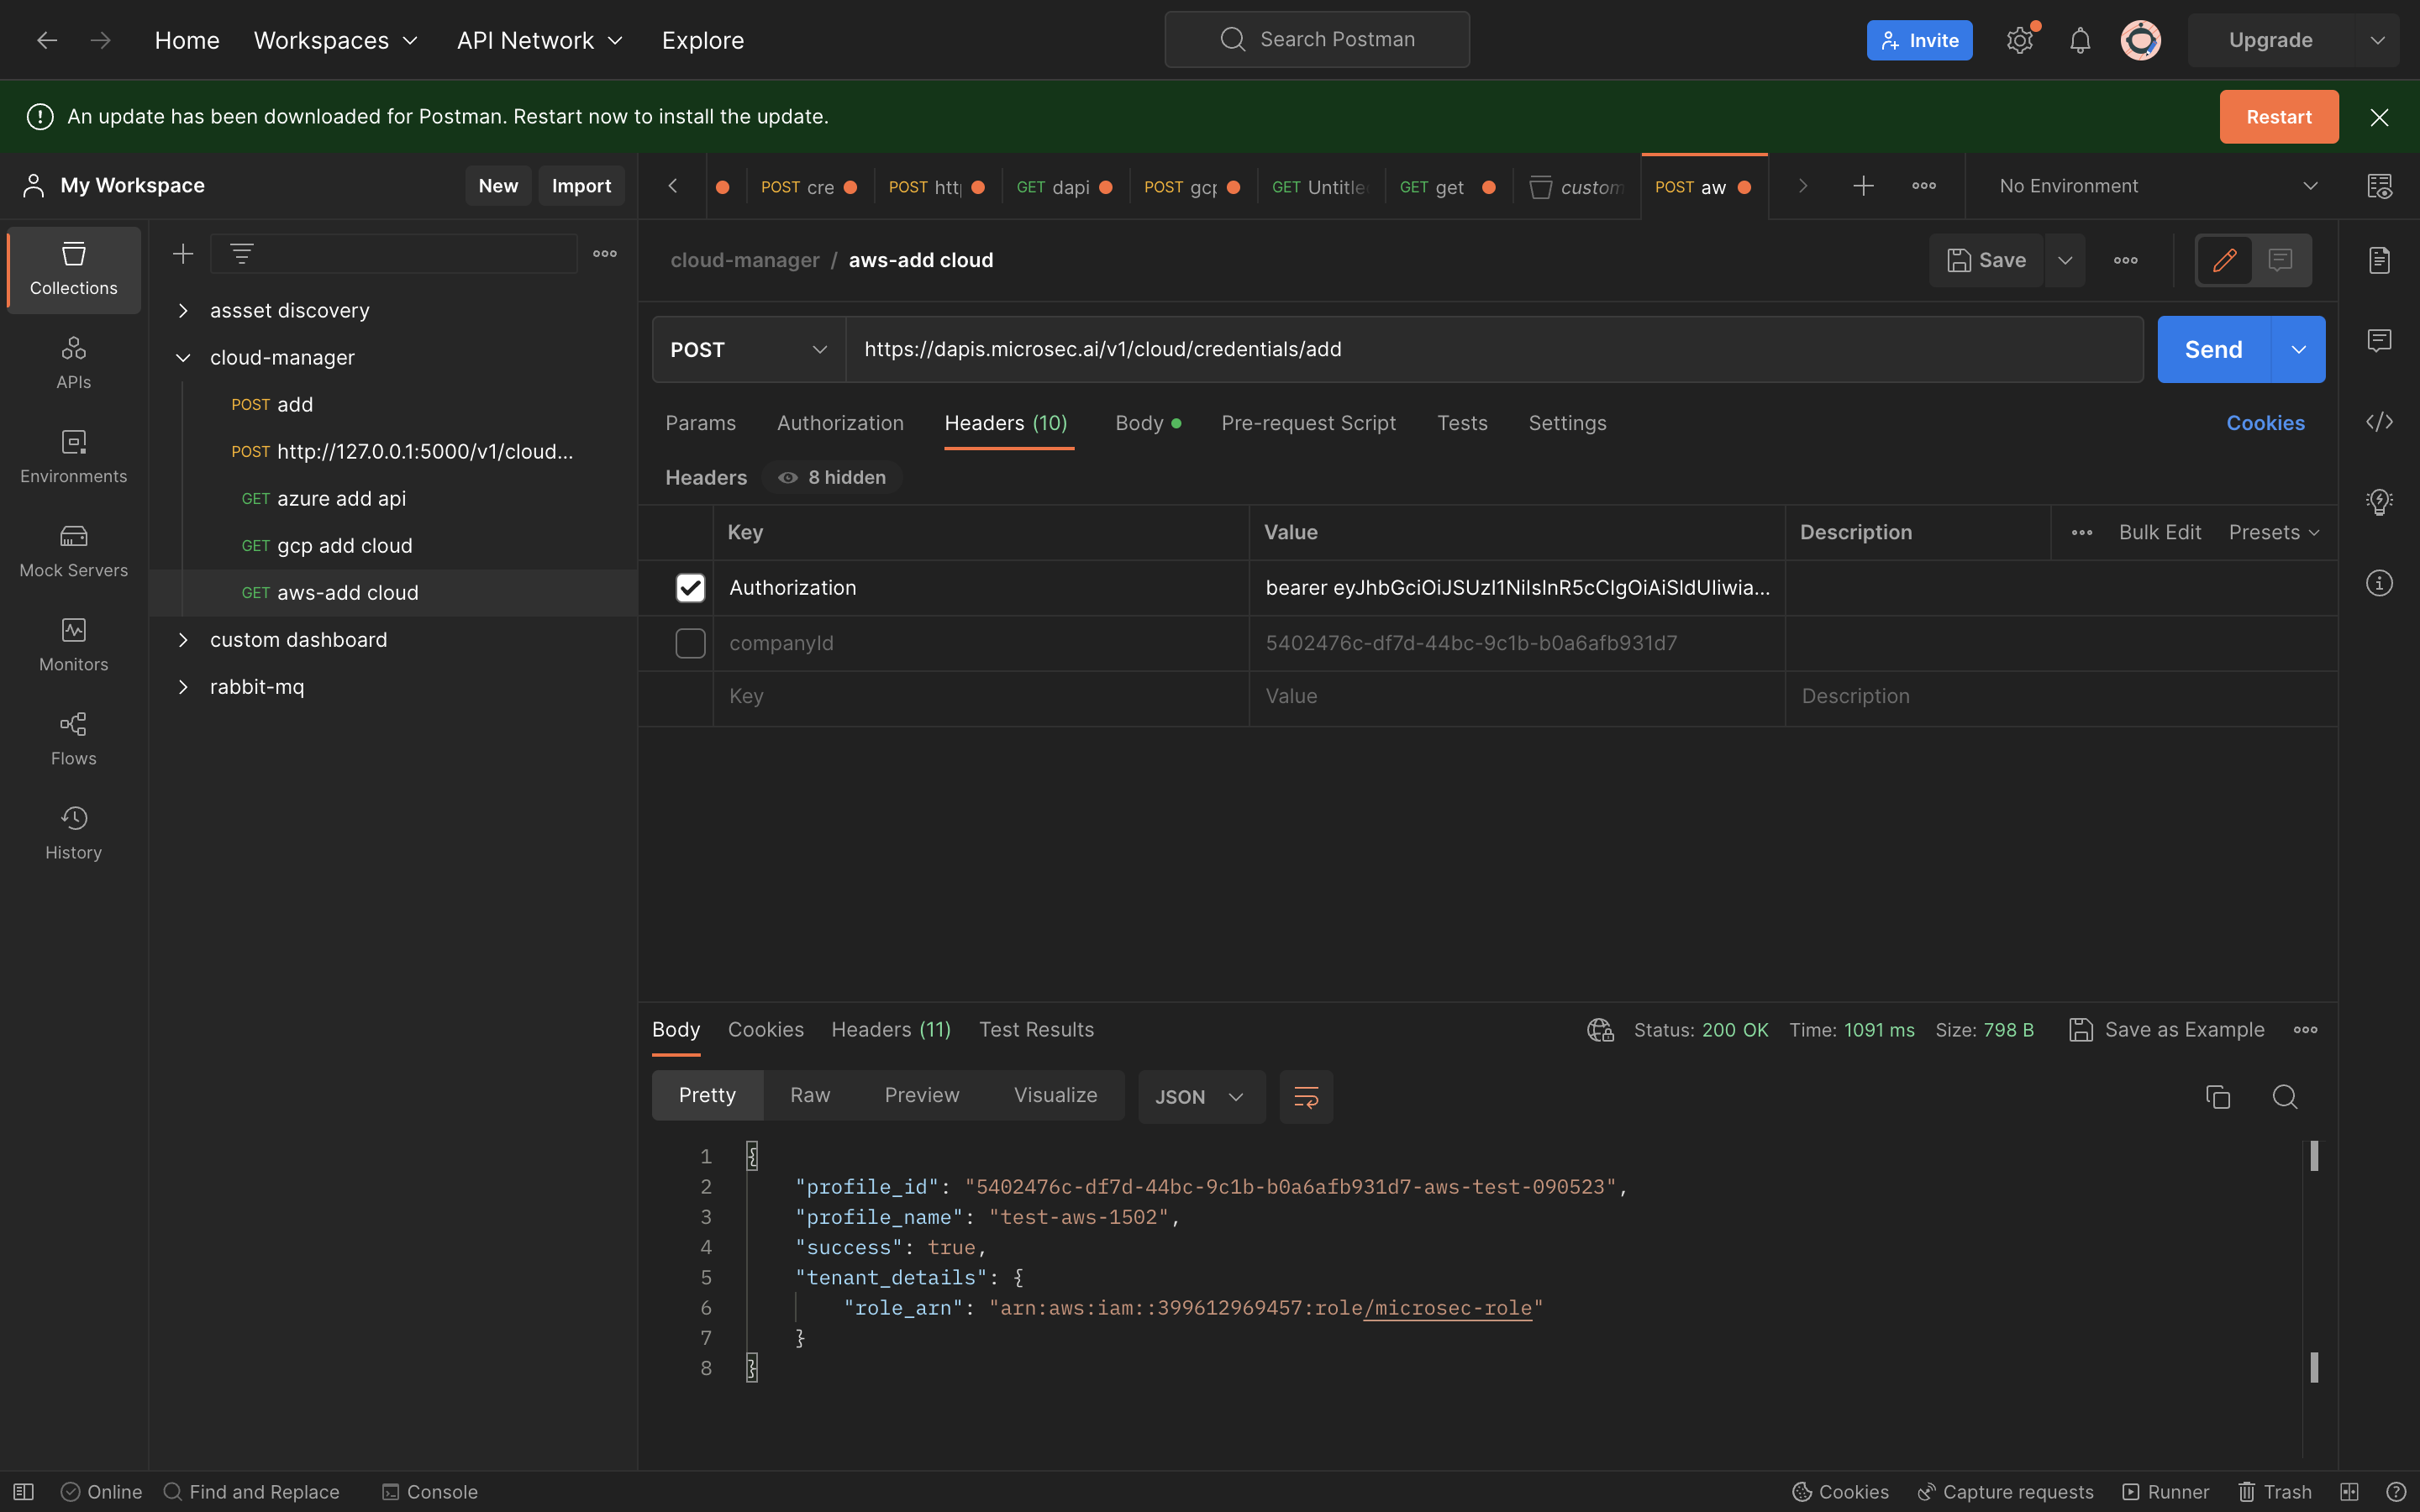 Home Workspaces API Network Explore Search Postman Invite Upgrade
An update has been downloaded for Postman. Restart now to install the update. Restart
My Workspace New Import
POST cre POST http GET dapi POST gcp GET Untitle GET get custom POST aw No Environment
Collections
APIs
Environments
Mock Servers
Monitors
Flows
History
assset discovery
cloud-manager
POST add
POST http://127.0.0.1:5000/v1/cloud...
GET azure add api
GET gcp add cloud
GET aws-add cloud
custom dashboard
rabbit-mq
cloud-manager / aws-add cloud Save
POST https://dapis.microsec.ai/v1/cloud/credentials/add Send
Params Authorization Headers (10) Body Pre-request Script Tests Settings Cookies
Headers 8 hidden
Key Value Description Bulk Edit Presets
Authorization bearer eyJhbGciOiJSUzI1NiIsInR5cCIgOiAiSldUIiwia...
companyId 5402476c-df7d-44bc-9c1b-b0a6afb931d7
Key Value Description
Body Cookies Headers (11) Test Results Status: 200 OK Time: 1091 ms Size: 798 B Save as Example
Pretty Raw Preview Visualize JSON
1 {
2 "profile_id": "5402476c-df7d-44bc-9c1b-b0a6afb931d7-aws-test-090523",
3 "profile_name": "test-aws-1502",
4 "success": true,
5 "tenant_details": {
6 "role_arn": "arn:aws:iam::399612969457:role/microsec-role"
7 }
8 }
Online Find and Replace Console Cookies Capture requests Runner Trash